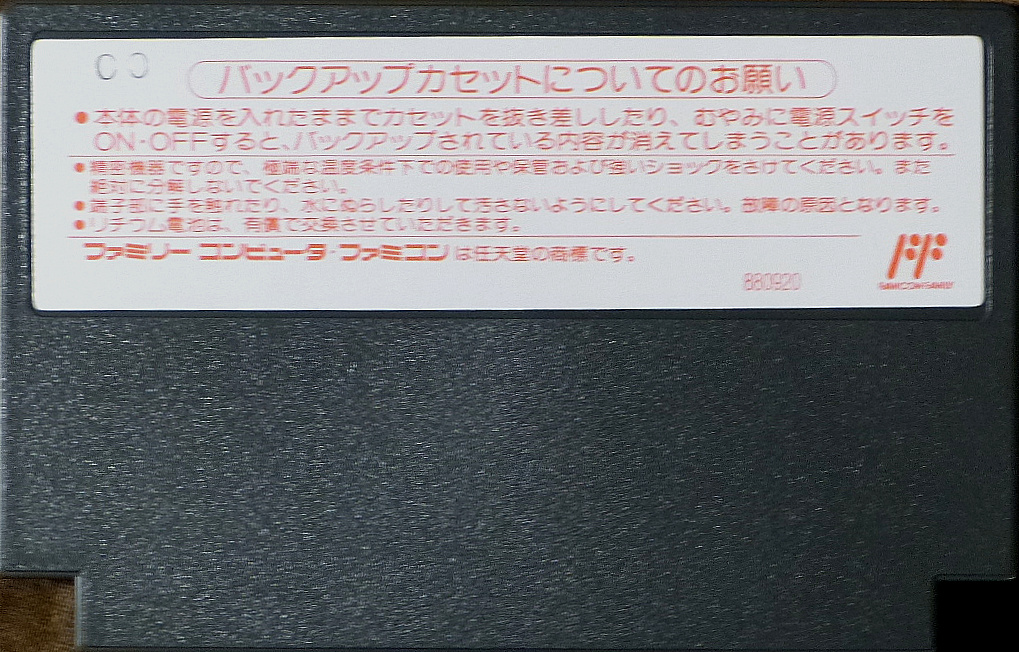 バックアップカセットについてのお願い
●本体の電源を入れたままでカセットを抜き差ししたり、むやみに電源スイッチを
ON・OFFすると、バックアップされている内容が消えてしまうことがあります。
●精密機器ですので、極端な温度条件下での使用や保管および強いショックをさけてください。また
絶対に分解しないでください。
●端子部に手を触れたり、水にぬらしたりして汚さないようにしてください。故障の原因となります。
●リチウム電池は、有償で交換させていただきます。
ファミリー コンピュータ・ファミコンは任天堂の商標です。
880920
FAMICOM FAMILY